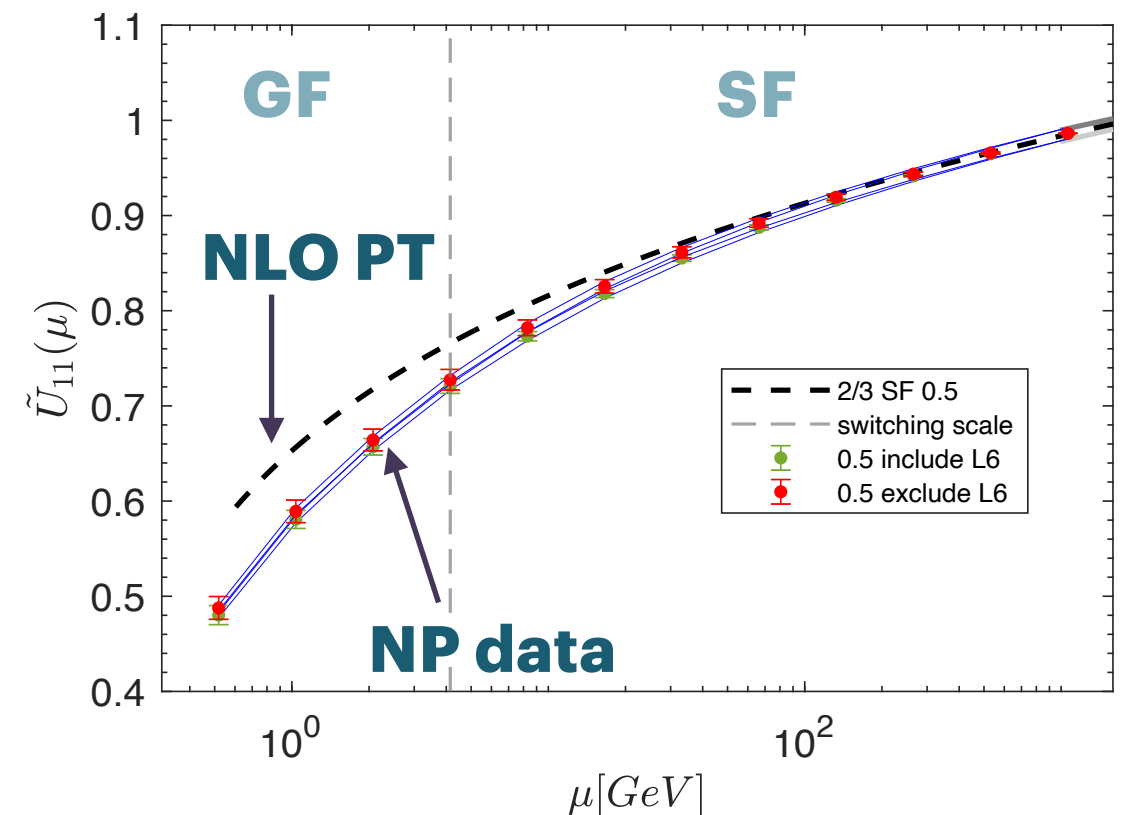 1.1
GF
SF
1
0.9
NLO PT
0.8
Ũ₁₁(μ)
0.7
2/3 SF 0.5
switching scale
0.5 include L6
0.5 exclude L6
0.6
0.5
NP data
0.4
10⁰
10²
μ[GeV]